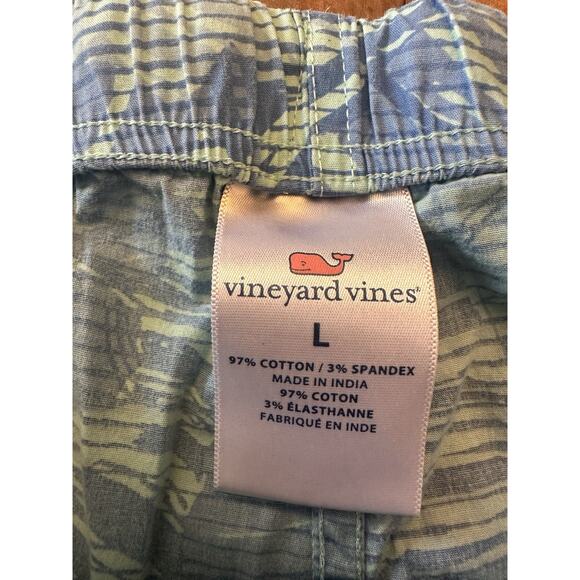 vineyard vines
L
97% COTTON / 3% SPANDEX
MADE IN INDIA
97% COTON
3% ÉLASTHANNE
FABRIQUÉ EN INDE